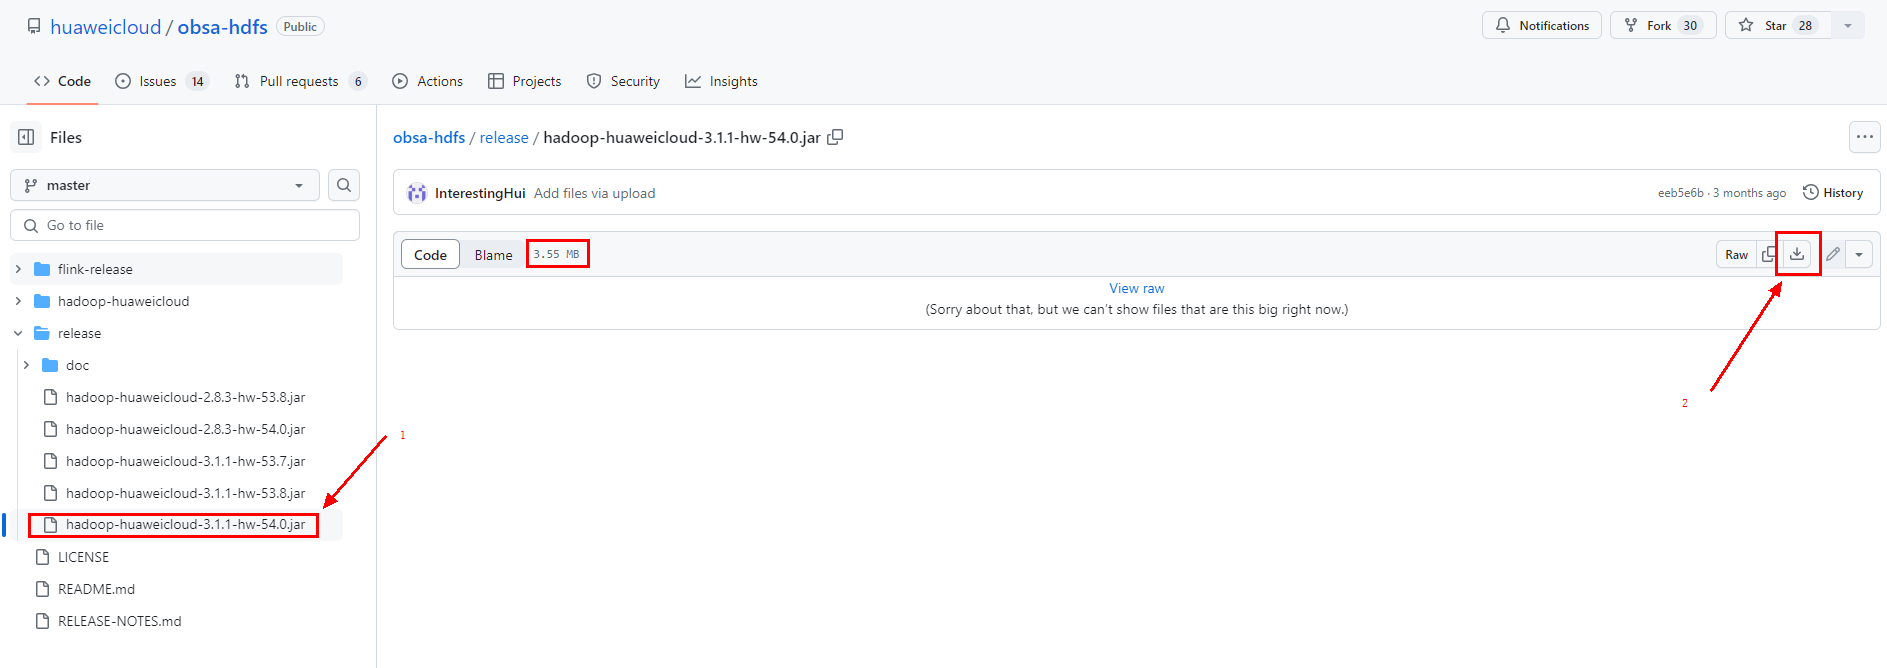 huaweicloud / obsa-hdfs Public
Notifications Fork 30 Star 28
Code Issues 14 Pull requests 6 Actions Projects Security Insights
Files
master
Go to file
flink-release
hadoop-huaweicloud
release
doc
hadoop-huaweicloud-2.8.3-hw-53.8.jar
hadoop-huaweicloud-2.8.3-hw-54.0.jar
hadoop-huaweicloud-3.1.1-hw-53.7.jar
hadoop-huaweicloud-3.1.1-hw-53.8.jar
hadoop-huaweicloud-3.1.1-hw-54.0.jar
LICENSE
README.md
RELEASE-NOTES.md
1
obsa-hdfs / release / hadoop-huaweicloud-3.1.1-hw-54.0.jar
InterestingHui Add files via upload
eeb5e6b · 3 months ago History
Code Blame 3.55 MB
Raw
View raw
(Sorry about that, but we can't show files that are this big right now.)
2